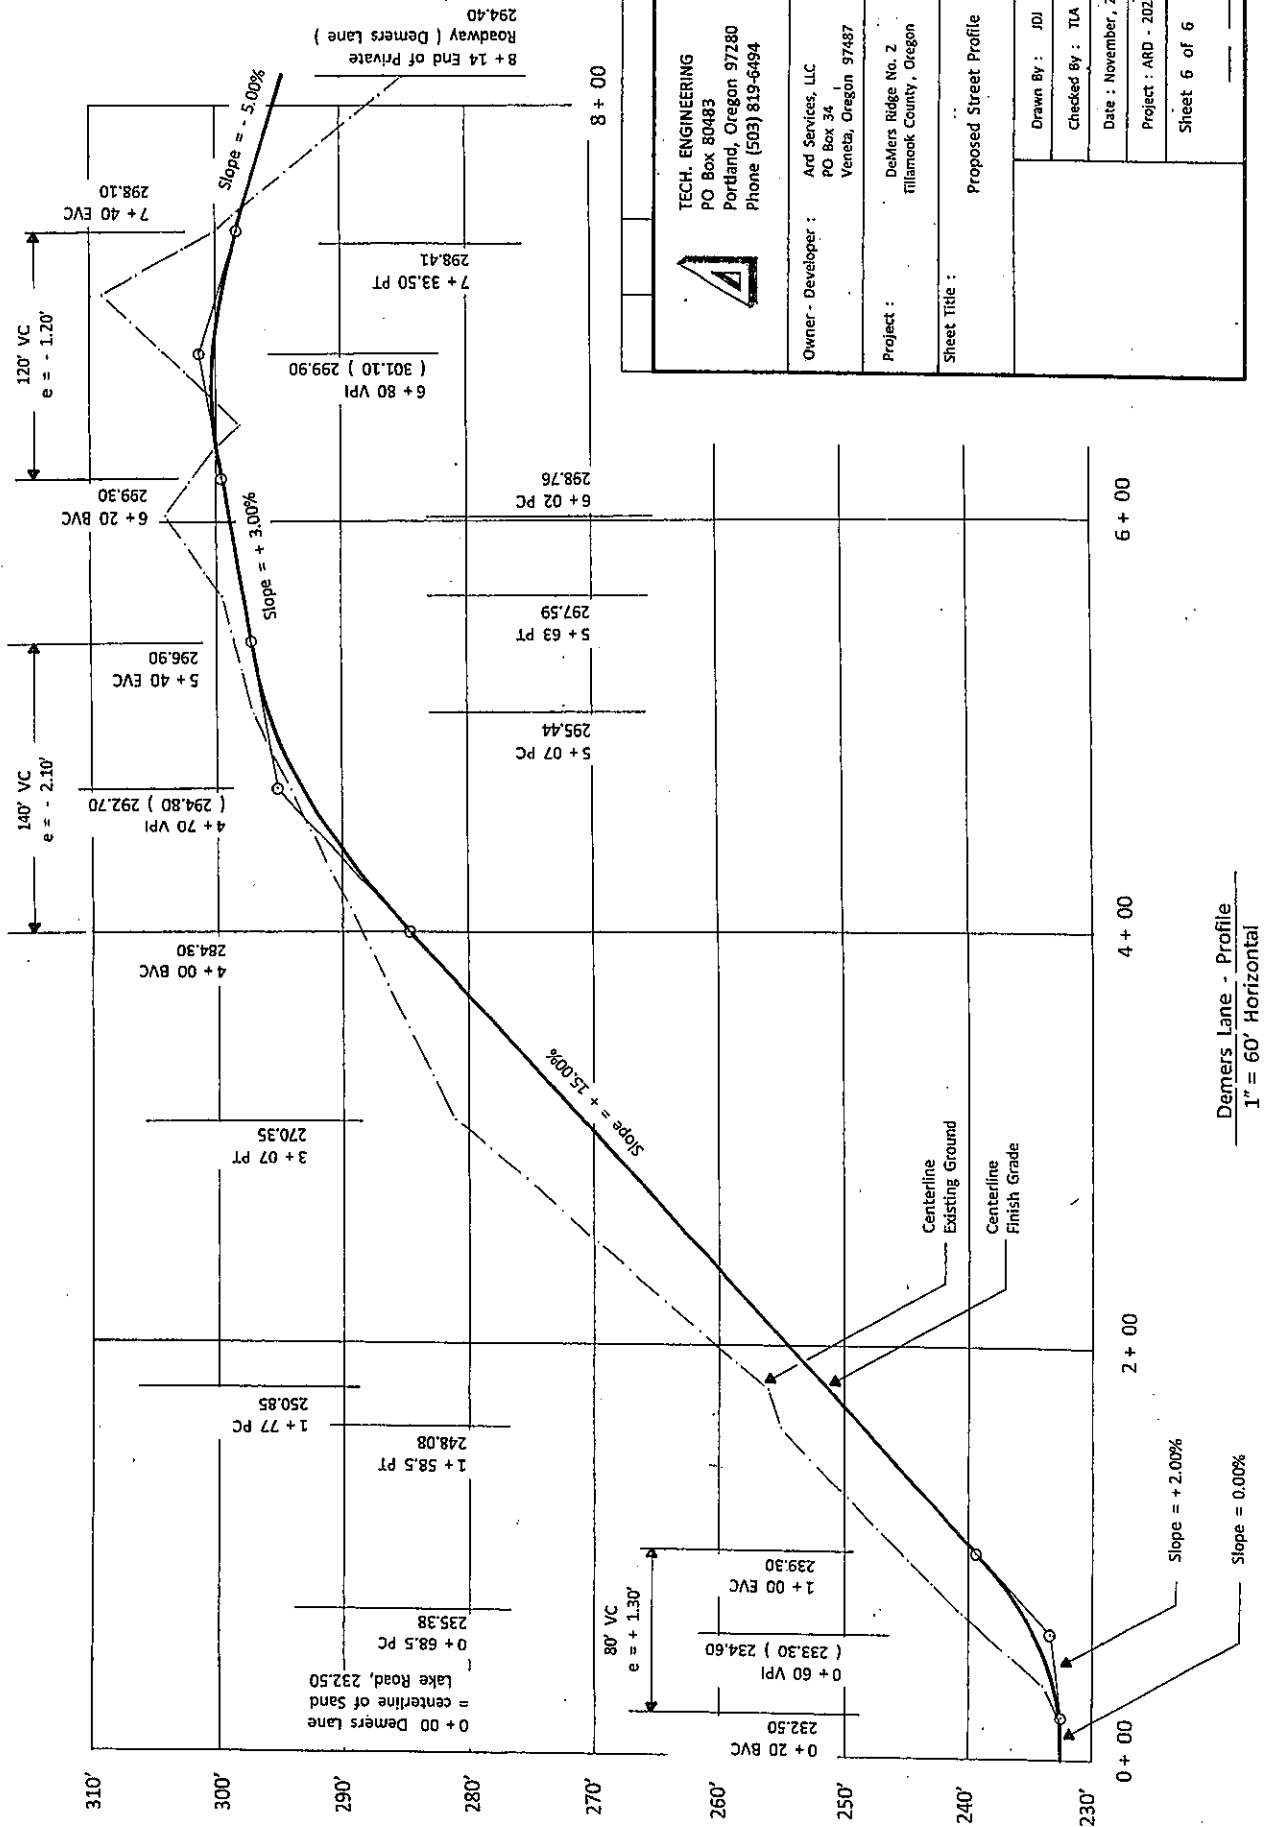 310'
300'
290'
280'
270'
260'
250'
240'
230'
0 + 00
2 + 00
4 + 00
6 + 00
8 + 00
0 + 00 Demers Lane
= centerline of Sand
Lake Road, 232.50
0 + 20 BVC
232.50
80' VC
e = + 1.30'
0 + 60 VPI
( 233.30 ) 234.60
0 + 68.5 PC
235.38
1 + 00 EVC
239.30
1 + 58.5 PT
248.08
1 + 77 PC
250.85
3 + 07 PT
270.35
4 + 00 BVC
284.30
140' VC
e = - 2.10'
4 + 70 VPI
( 294.80 ) 292.70
5 + 07 PC
295.44
5 + 40 EVC
296.90
5 + 63 PT
297.59
6 + 02 PC
298.76
6 + 20 BVC
299.30
120' VC
e = - 1.20'
6 + 80 VPI
( 301.10 ) 299.90
7 + 33.50 PT
298.41
7 + 40 EVC
298.10
8 + 14 End of Private
Roadway ( Demers Lane )
294.40
Slope = 0.00%
Slope = + 2.00%
Slope = + 15.00%
Slope = + 3.00%
Slope = - 5.00%
Centerline
Existing Ground
Centerline
Finish Grade
Demers Lane - Profile
1" = 60' Horizontal
TECH. ENGINEERING
PO Box 80483
Portland, Oregon 97280
Phone (503) 819-6494
Owner - Developer : Ard Services, LLC
PO Box 34
Veneta, Oregon 97487
Project : DeMers Ridge No. 2
Tillamook County, Oregon
Sheet Title : Proposed Street Profile
Drawn By : JDJ
Checked By : TLA
Date : November, 2
Project : ARD - 202
Sheet 6 of 6